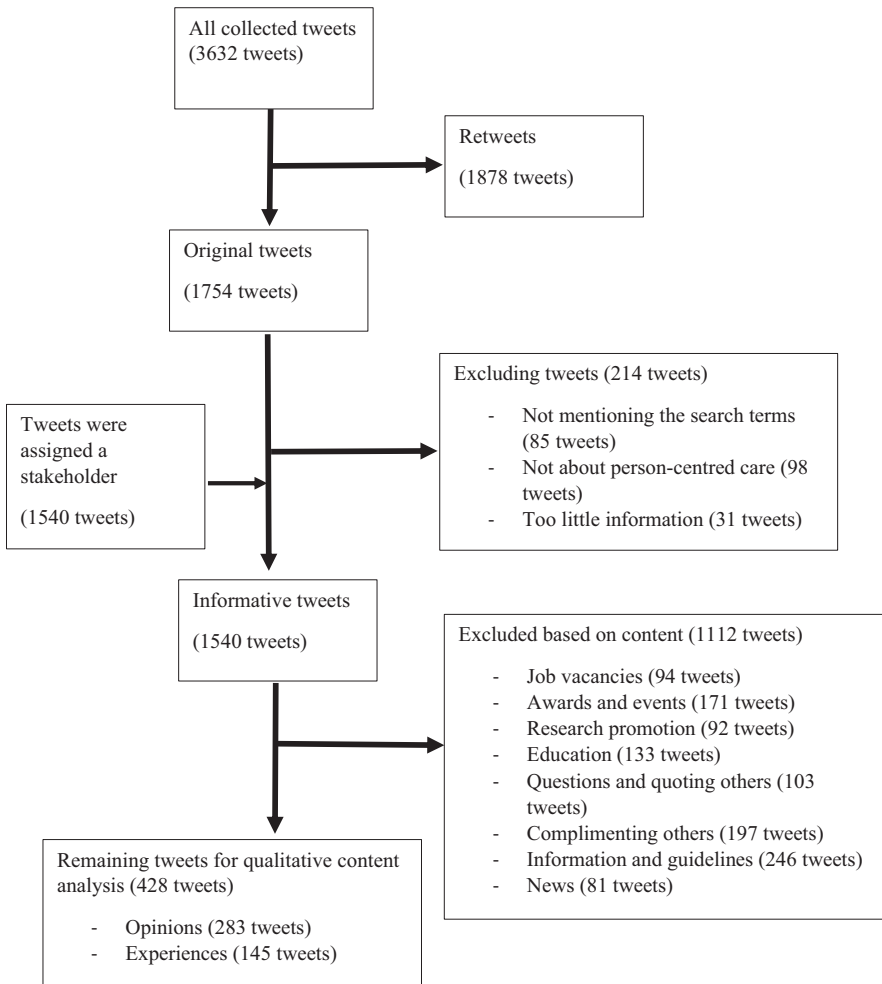 All collected tweets
(3632 tweets)
Retweets
(1878 tweets)
Original tweets
(1754 tweets)
Excluding tweets (214 tweets)
- Not mentioning the search terms
(85 tweets)
- Not about person-centred care (98
tweets)
- Too little information (31 tweets)
Tweets were
assigned a
stakeholder
(1540 tweets)
Informative tweets
(1540 tweets)
Excluded based on content (1112 tweets)
- Job vacancies (94 tweets)
- Awards and events (171 tweets)
- Research promotion (92 tweets)
- Education (133 tweets)
- Questions and quoting others (103
tweets)
- Complimenting others (197 tweets)
- Information and guidelines (246 tweets)
- News (81 tweets)
Remaining tweets for qualitative content
analysis (428 tweets)
- Opinions (283 tweets)
- Experiences (145 tweets)